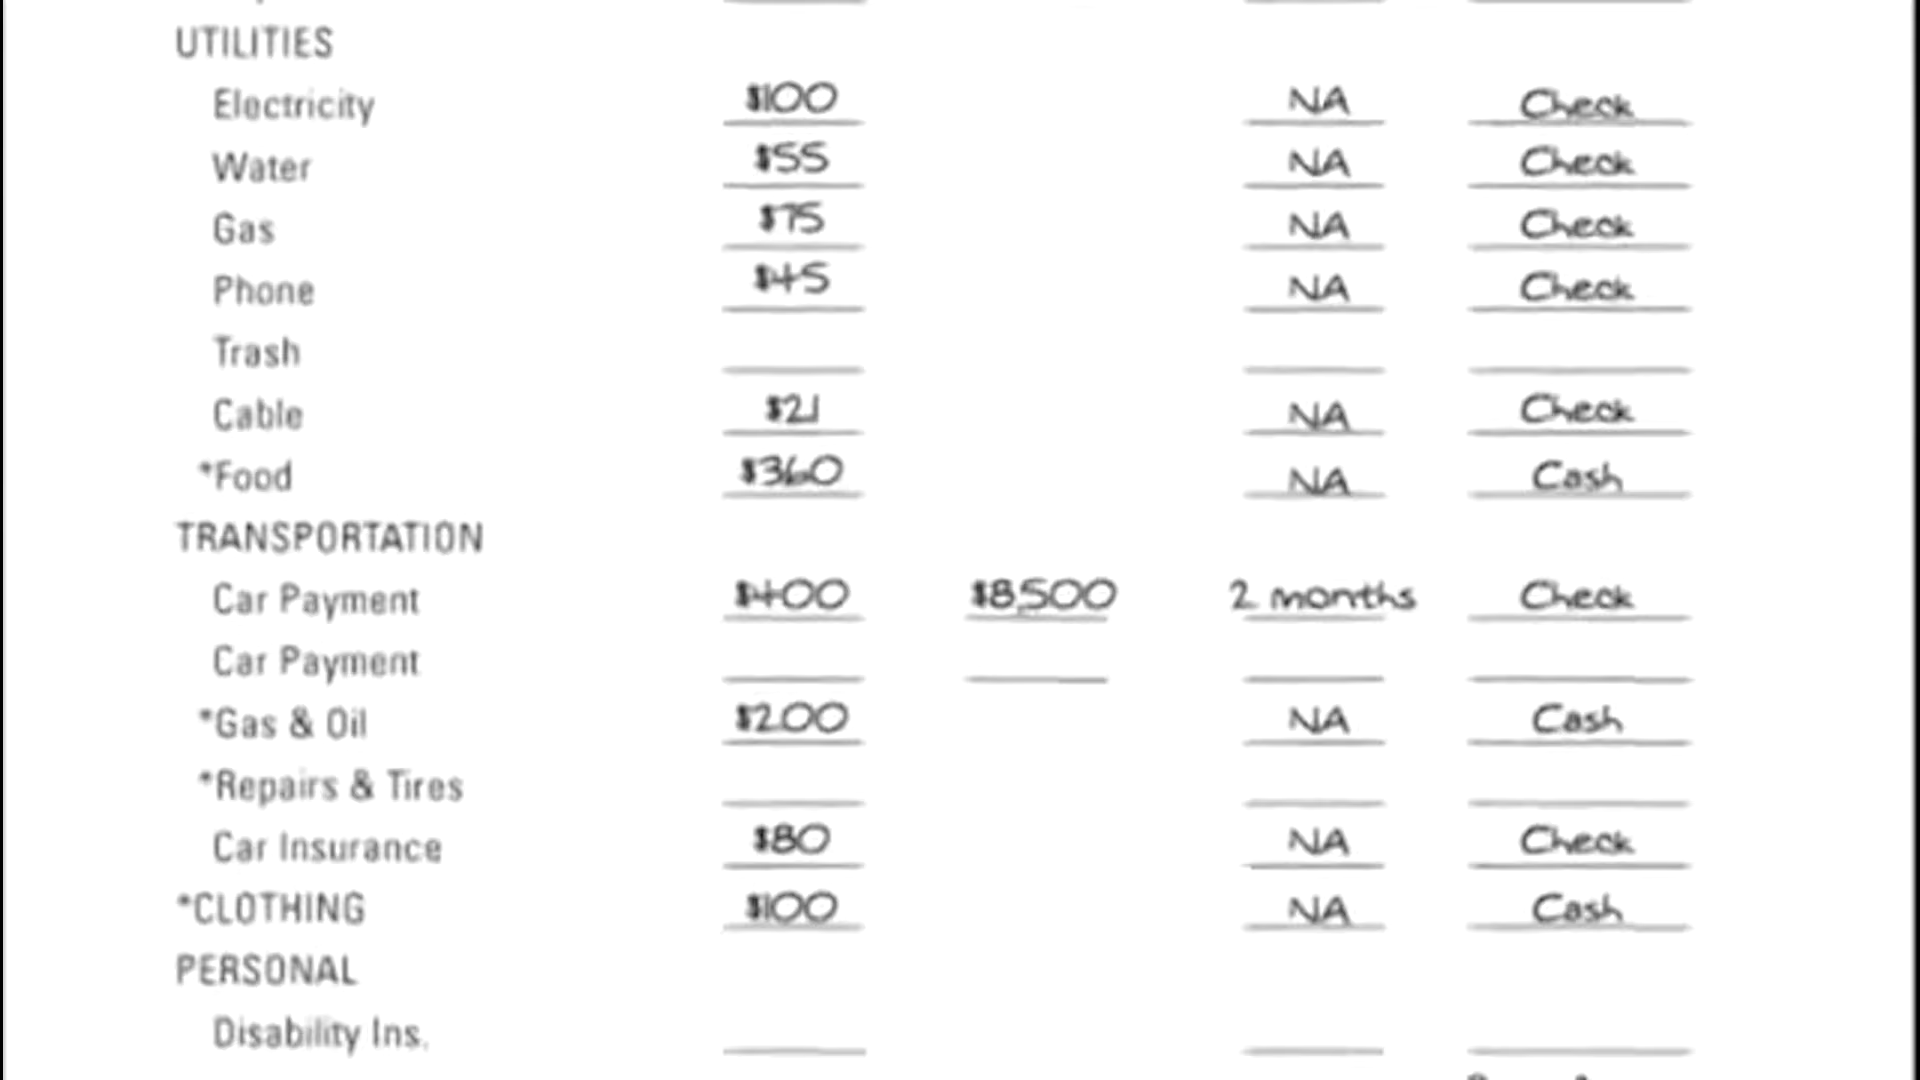 UTILITIES
Electricity $100 NA Check
Water $55 NA Check
Gas $75 NA Check
Phone $45 NA Check
Trash
Cable $21 NA Check
*Food $360 NA Cash
TRANSPORTATION
Car Payment $400 $8,500 2 months Check
Car Payment
*Gas & Oil $200 NA Cash
*Repairs & Tires
Car Insurance $80 NA Check
*CLOTHING $100 NA Cash
PERSONAL
Disability Ins.